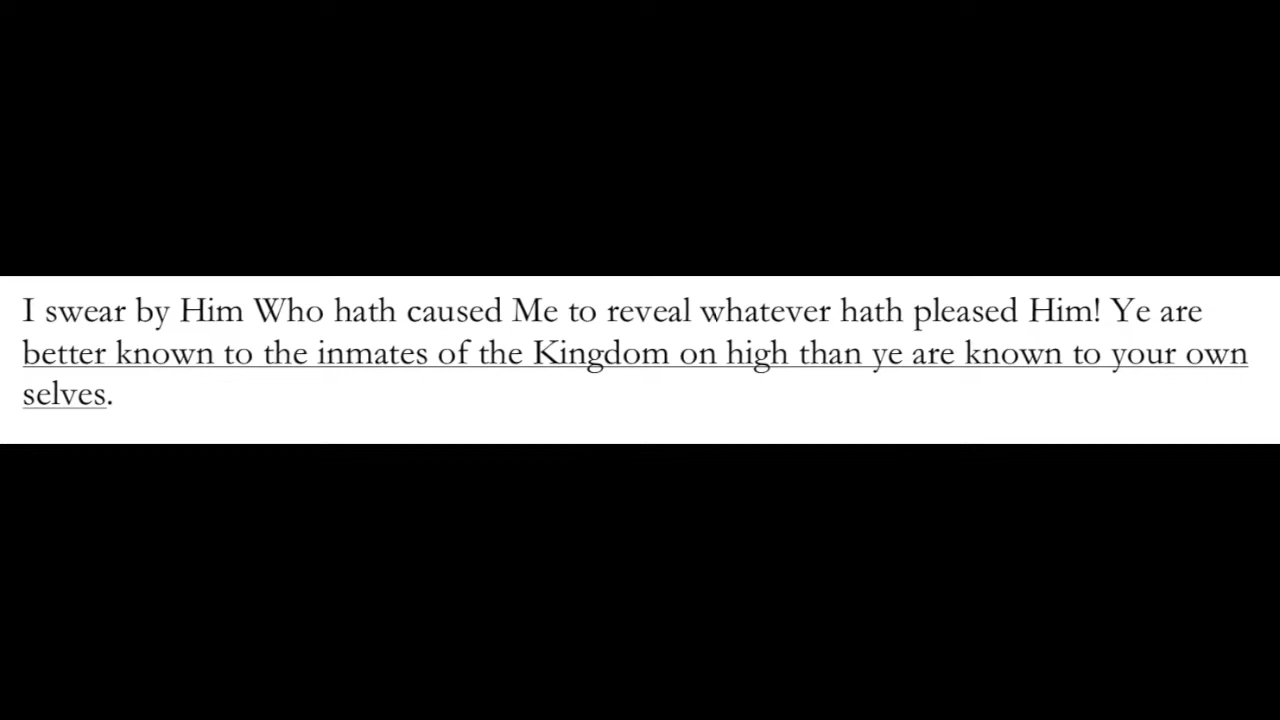 I swear by Him Who hath caused Me to reveal whatever hath pleased Him! Ye are
better known to the inmates of the Kingdom on high than ye are known to your own
selves.